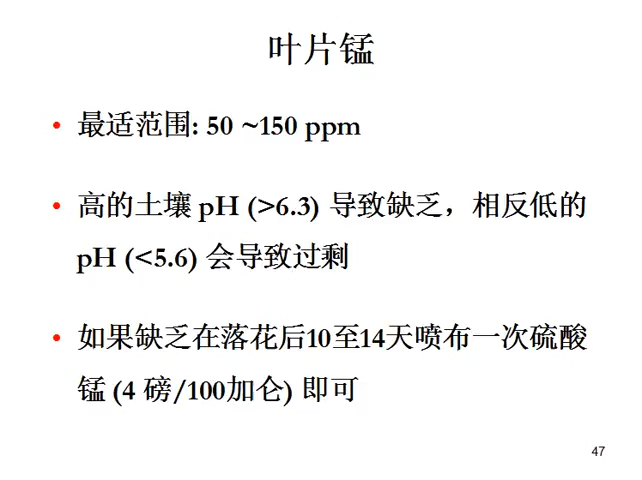 叶片锰
• 最适范围: 50 ~150 ppm
• 高的土壤 pH (>6.3) 导致缺乏，相反低的
pH (<5.6) 会导致过剩
• 如果缺乏在落花后10至14天喷布一次硫酸
锰 (4 磅/100加仑) 即可
47